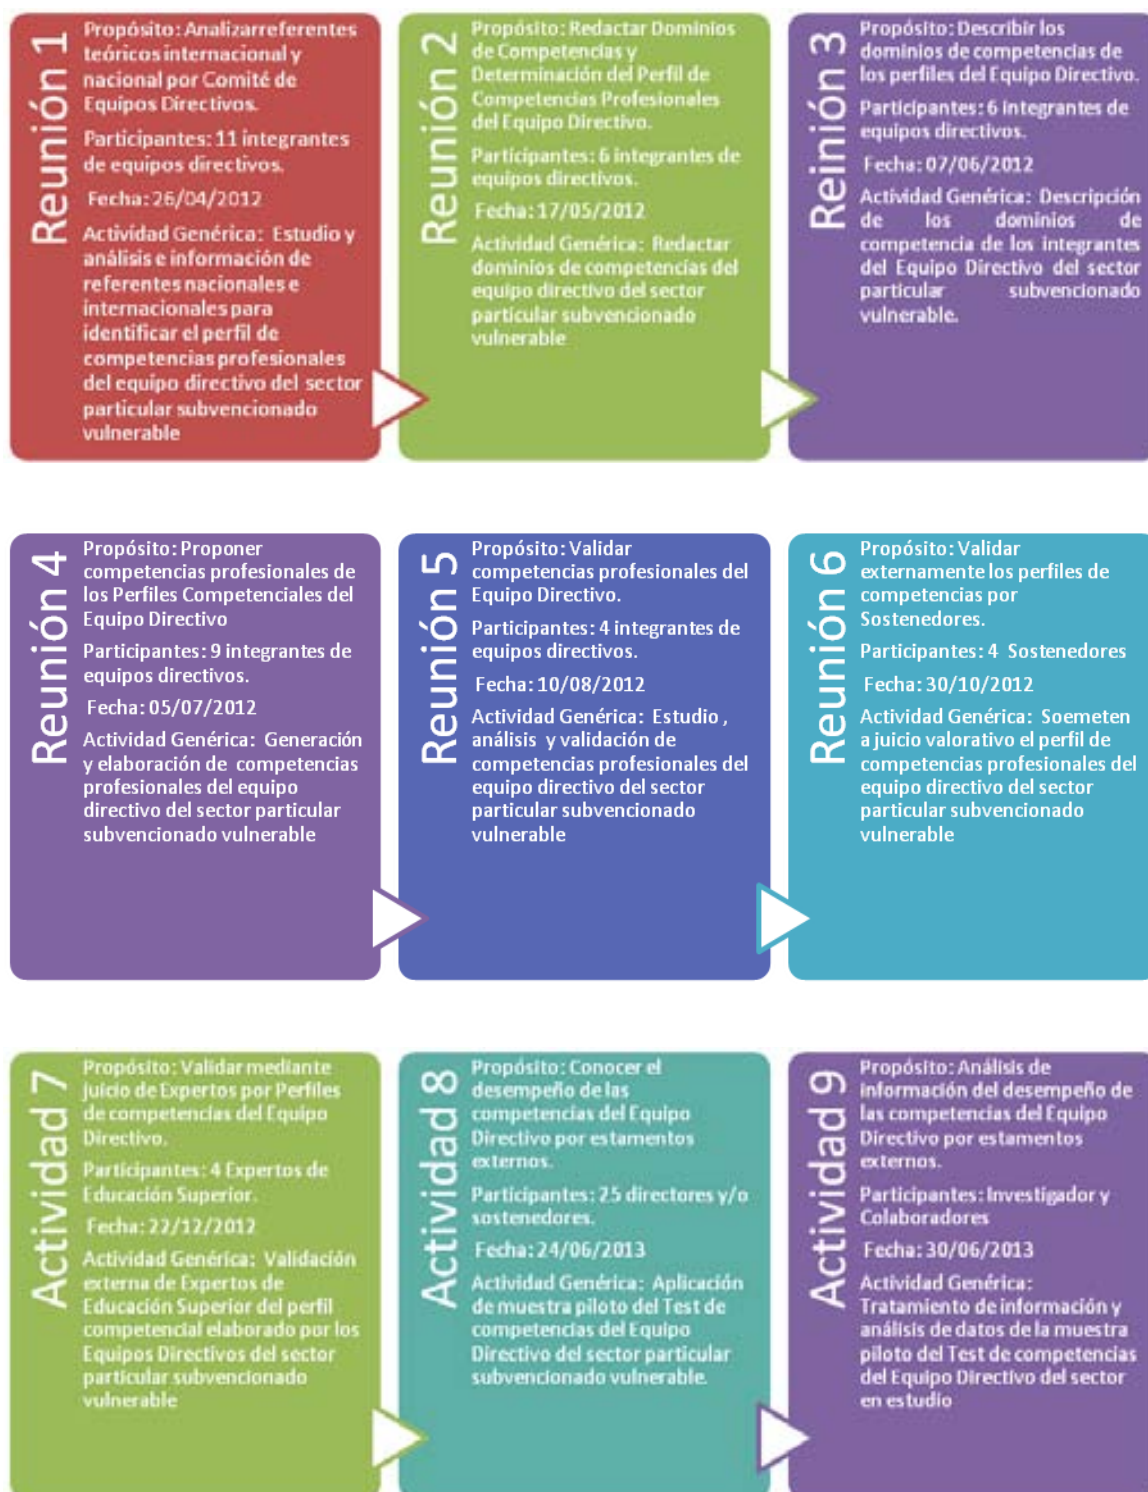 Reunión 1
Propósito: Analizarreferentes
teóricos internacional y
nacional por Comité de
Equipos Directivos.
Participantes: 11 integrantes
de equipos directivos.
Fecha: 26/04/2012
Actividad Genérica: Estudio y
análisis e información de
referentes nacionales e
internacionales para
identificar el perfil de
competencias profesionales
del equipo directivo del sector
particular subvencionado
vulnerable
Reunión 2
Propósito: Redactar Dominios
de Competencias y
Determinación del Perfil de
Competencias Profesionales
del Equipo Directivo.
Participantes: 6 integrantes de
equipos directivos.
Fecha: 17/05/2012
Actividad Genérica: Redactar
dominios de competencias del
equipo directivo del sector
particular subvencionado
vulnerable
Reinión 3
Propósito: Describir los
dominios de competencias de
los perfiles del Equipo Directivo.
Participantes: 6 integrantes de
equipos directivos.
Fecha: 07/06/2012
Actividad Genérica: Descripción
de los dominios de
competencia de los integrantes
del Equipo Directivo del sector
particular subvencionado
vulnerable.
Reunión 4
Propósito: Proponer
competencias profesionales de
los Perfiles Competenciales del
Equipo Directivo
Participantes: 9 integrantes de
equipos directivos.
Fecha: 05/07/2012
Actividad Genérica: Generación
y elaboración de competencias
profesionales del equipo
directivo del sector particular
subvencionado vulnerable
Reunión 5
Propósito: Validar
competencias profesionales del
Equipo Directivo.
Participantes: 4 integrantes de
equipos directivos.
Fecha: 10/08/2012
Actividad Genérica: Estudio ,
análisis y validación de
competencias profesionales del
equipo directivo del sector
particular subvencionado
vulnerable
Reunión 6
Propósito: Validar
externamente los perfiles de
competencias por
Sostenedores.
Participantes: 4 Sostenedores
Fecha: 30/10/2012
Actividad Genérica: Soemeten
a juicio valorativo el perfil de
competencias profesionales del
equipo directivo del sector
particular subvencionado
vulnerable
Actividad 7
Propósito: Validar mediante
juicio de Expertos por Perfiles
de competencias del Equipo
Directivo.
Participantes: 4 Expertos de
Educación Superior.
Fecha: 22/12/2012
Actividad Genérica: Validación
externa de Expertos de
Educación Superior del perfil
competencial elaborado por los
Equipos Directivos del sector
particular subvencionado
vulnerable
Actividad 8
Propósito: Conocer el
desempeño de las
competencias del Equipo
Directivo por estamentos
externos.
Participantes: 25 directores y/o
sostenedores.
Fecha: 24/06/2013
Actividad Genérica: Aplicación
de muestra piloto del Test de
competencias del Equipo
Directivo del sector particular
subvencionado vulnerable.
Actividad 9
Propósito: Análisis de
información del desempeño de
las competencias del Equipo
Directivo por estamentos
externos.
Participantes: Investigador y
Colaboradores
Fecha: 30/06/2013
Actividad Genérica:
Tratamiento de información y
análisis de datos de la muestra
piloto del Test de competencias
del Equipo Directivo del sector
en estudio